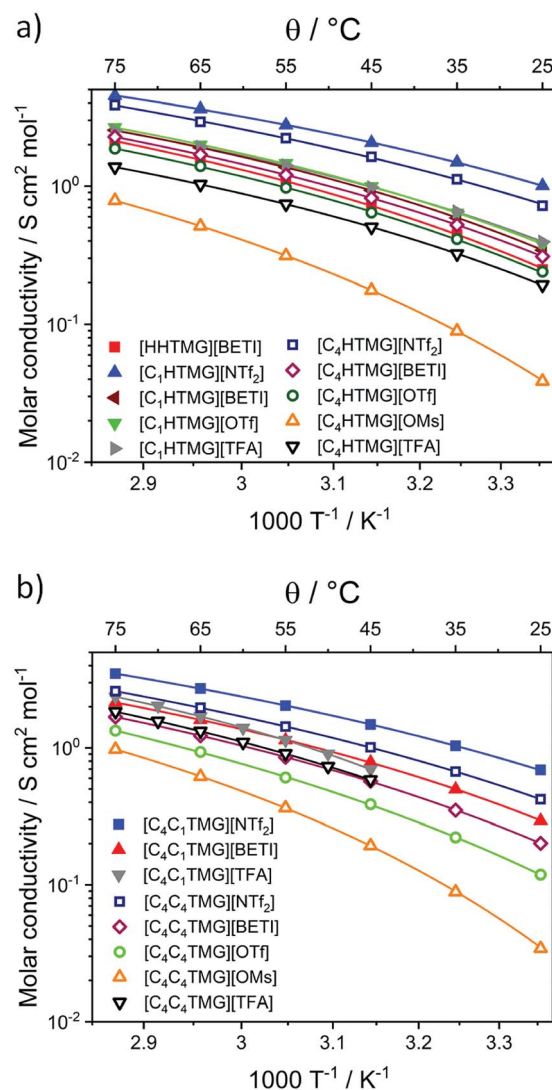 a)
θ / °C
75 65 55 45 35 25
10⁰
10⁻¹
10⁻²
Molar conductivity / S cm² mol⁻¹
[HHTMG][BETI]
[C₁HTMG][NTf₂]
[C₁HTMG][BETI]
[C₁HTMG][OTf]
[C₁HTMG][TFA]
[C₄HTMG][NTf₂]
[C₄HTMG][BETI]
[C₄HTMG][OTf]
[C₄HTMG][OMs]
[C₄HTMG][TFA]
2.9 3 3.1 3.2 3.3
1000 T⁻¹ / K⁻¹
b)
θ / °C
75 65 55 45 35 25
10⁰
10⁻¹
10⁻²
Molar conductivity / S cm² mol⁻¹
[C₄C₁TMG][NTf₂]
[C₄C₁TMG][BETI]
[C₄C₁TMG][TFA]
[C₄C₄TMG][NTf₂]
[C₄C₄TMG][BETI]
[C₄C₄TMG][OTf]
[C₄C₄TMG][OMs]
[C₄C₄TMG][TFA]
2.9 3 3.1 3.2 3.3
1000 T⁻¹ / K⁻¹